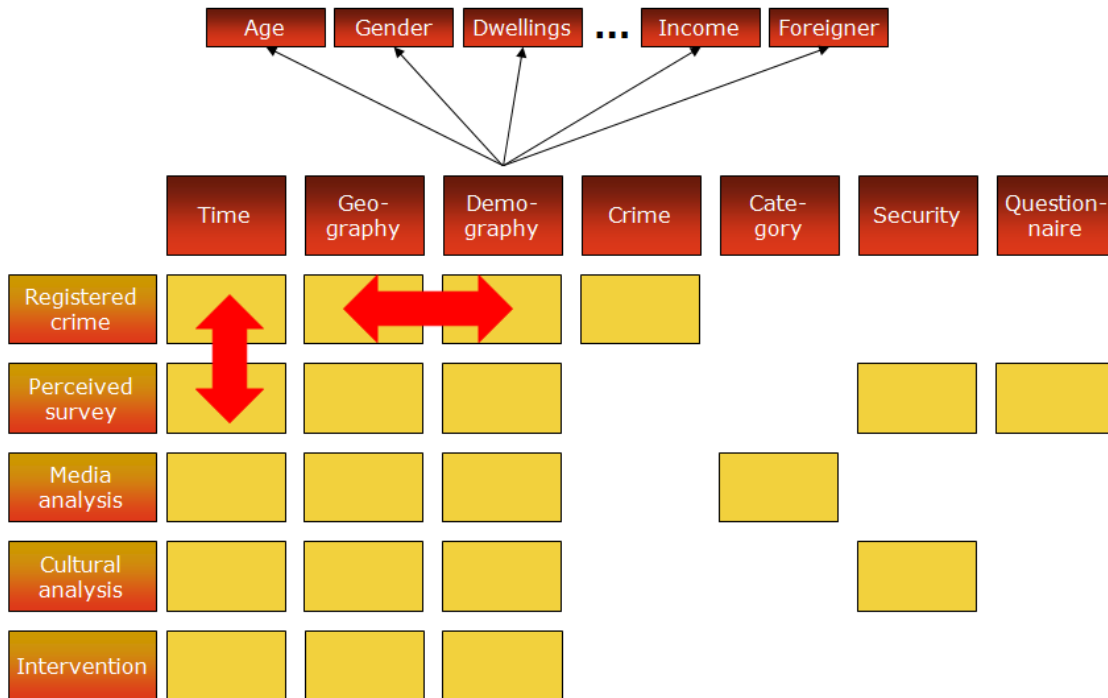 Age
Gender
Dwellings
...
Income
Foreigner
Time
Geo-
graphy
Demo-
graphy
Crime
Cate-
gory
Security
Question-
naire
Registered
crime
Perceived
survey
Media
analysis
Cultural
analysis
Intervention